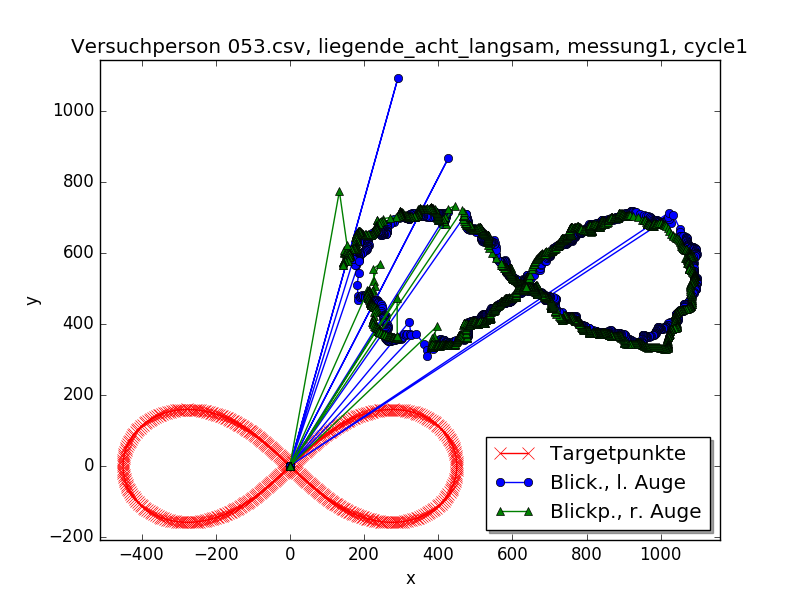 Versuchperson 053.csv, liegende_acht_langsam, messung1, cycle1
1000
800
600
400
200
0
−200
y
−400
−200
0
200
400
600
800
1000
x
Targetpunkte
Blick., l. Auge
Blickp., r. Auge